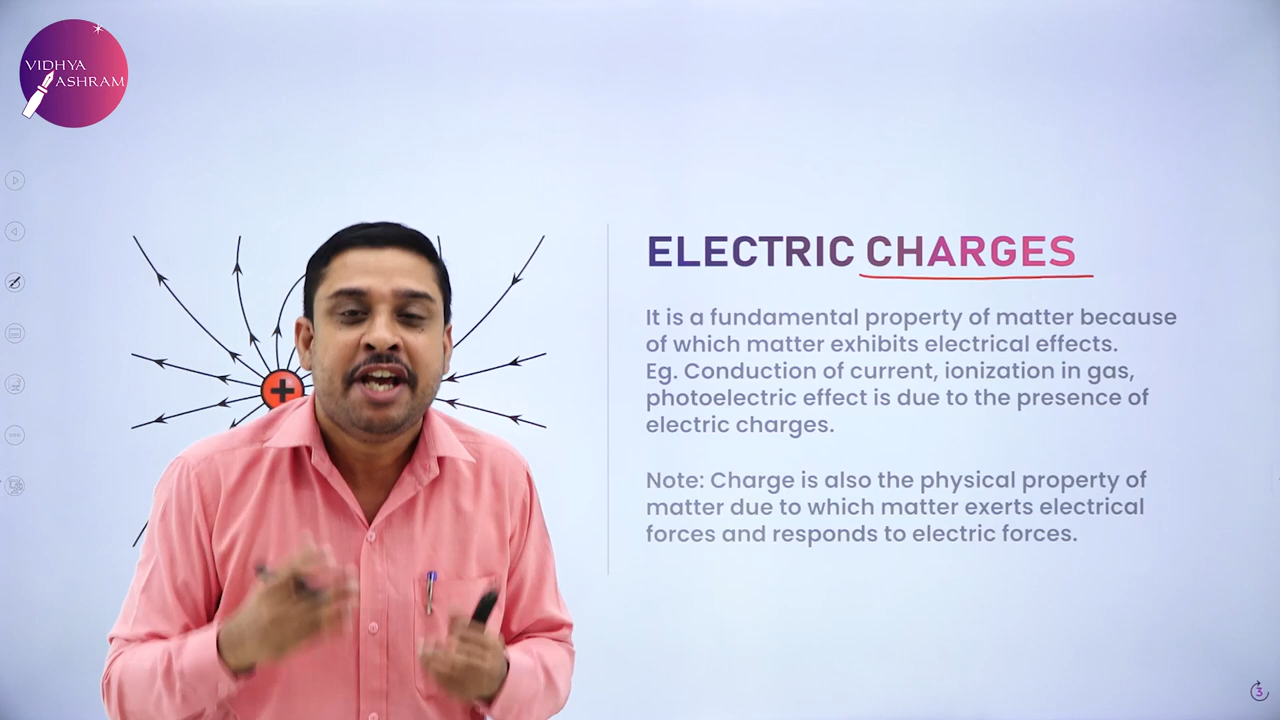 VIDHYA
ASHRAM
ELECTRIC CHARGES
It is a fundamental property of matter because
of which matter exhibits electrical effects.
Eg. Conduction of current, ionization in gas,
photoelectric effect is due to the presence of
electric charges.
Note: Charge is also the physical property of
matter due to which matter exerts electrical
forces and responds to electric forces.
+
3